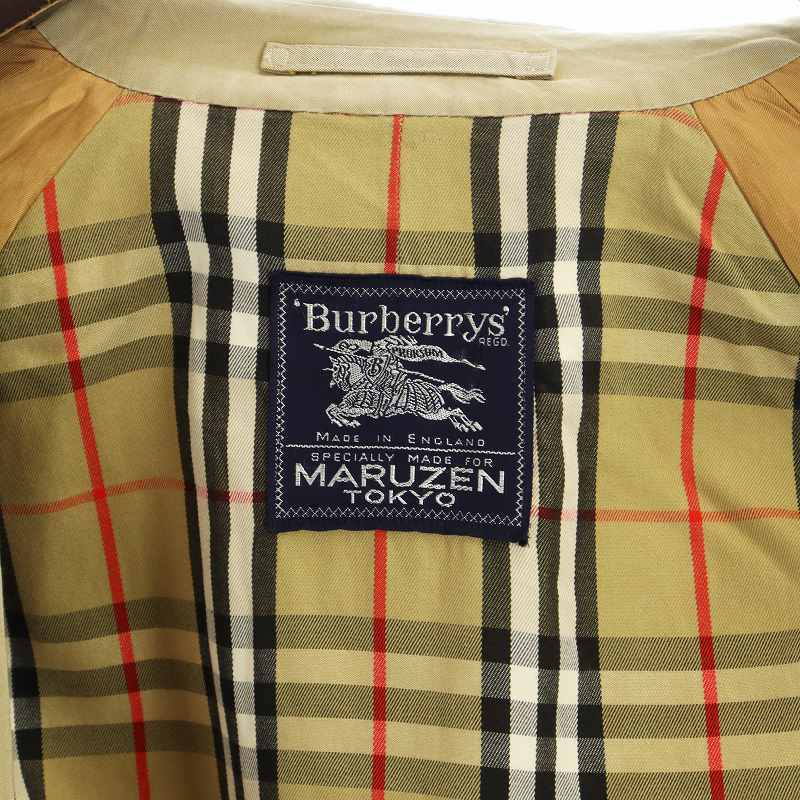 'Burberrys'
REGD.
PRORSUM
B
MADE IN ENGLAND
SPECIALLY MADE FOR
MARUZEN
TOKYO